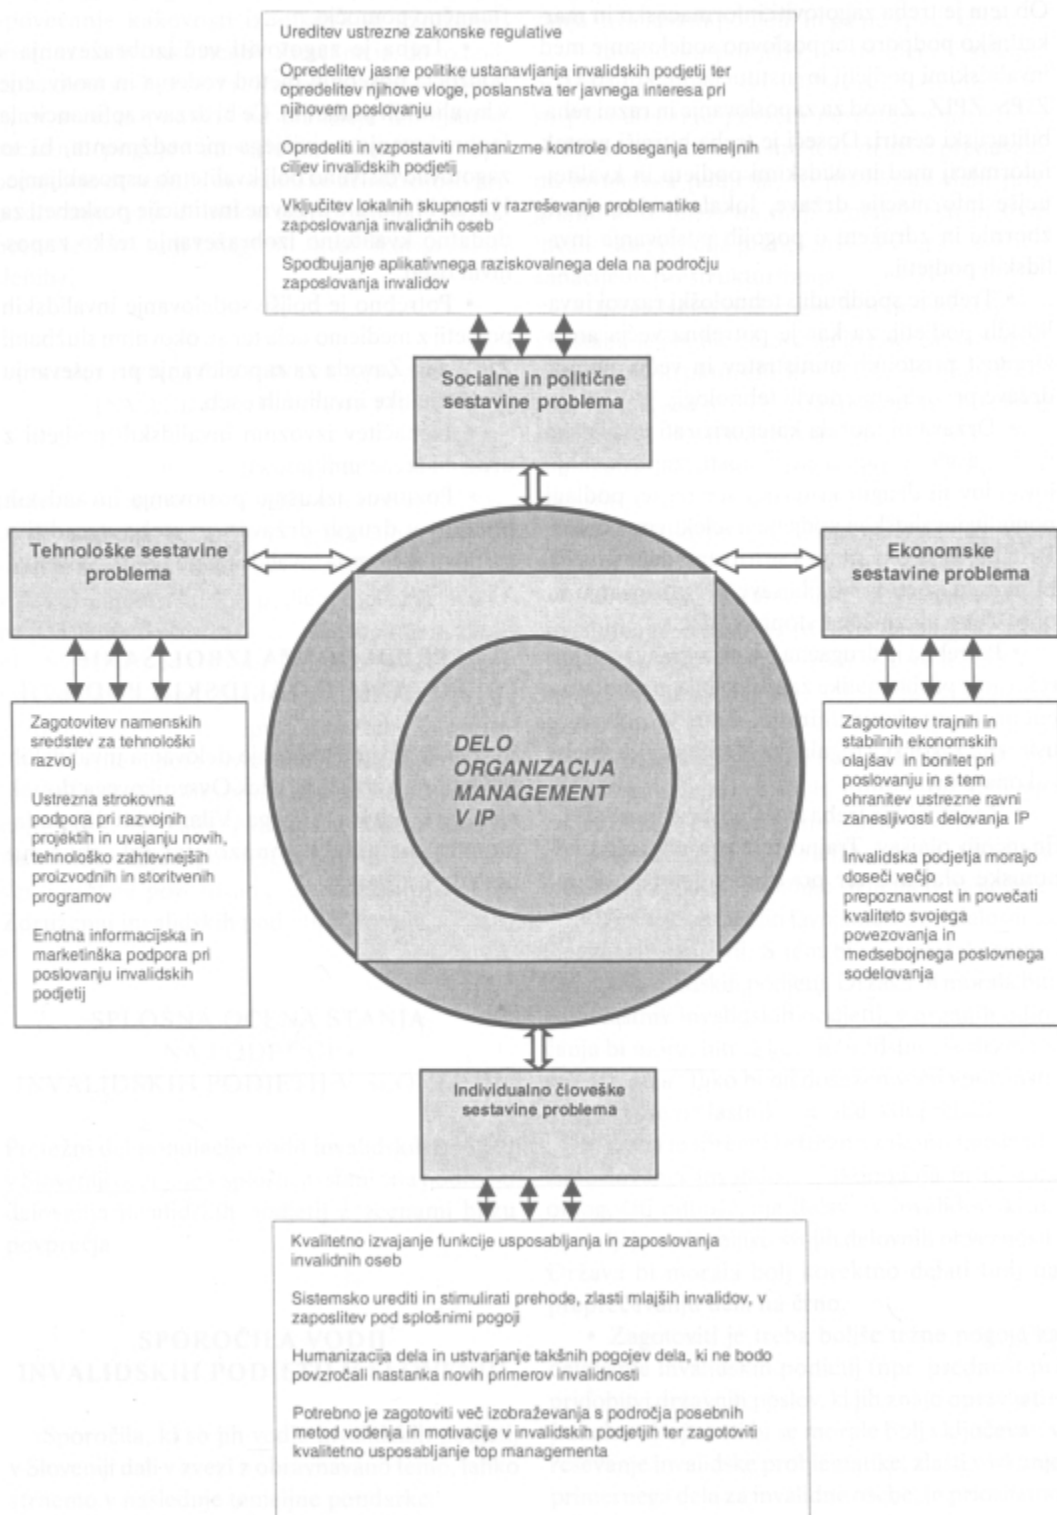 Ureditev ustrezne zakonske regulative
Opredelitev jasne politike ustanavljanja invalidskih podjetij ter
opredelitev njihove vloge, poslanstva ter javnega interesa pri
njihovem poslovanju
Opredeliti in vzpostaviti mehanizme kontrole doseganja temeljnih
ciljev invalidskih podjetij
Vključitev lokalnih skupnosti v razreševanje problematike
zaposlovanja invalidnih oseb
Spodbujanje aplikativnega raziskovalnega dela na področju
zaposlovanja invalidov
Socialne in politične
sestavine problema
Tehnološke sestavine
problema
Ekonomske
sestavine problema
Zagotovitev namenskih
sredstev za tehnološki
razvoj
Ustrezna strokovna
podpora pri razvojnih
projektih in uvajanju novih,
tehnološko zahtevnejših
proizvodnih in storitvenih
programov
Enotna informacijska in
marketinška podpora pri
poslovanju invalidskih
podjetij
DELO
ORGANIZACIJA
MANAGEMENT
V IP
Zagotovitev trajnih in
stabilnih ekonomskih
olajšav in bonitet pri
poslovanju in s tem
ohranitev ustrezne ravni
zanesljivosti delovanja IP
Invalidska podjetja morajo
doseči večjo
prepoznavnost in povečati
kvaliteto svojega
povezovanja in
medsebojnega poslovnega
sodelovanja
Individualno človeške
sestavine problema
Kvalitetno izvajanje funkcije usposabljanja in zaposlovanja
invalidnih oseb
Sistemsko urediti in stimulirati prehode, zlasti mlajših invalidov, v
zaposlitev pod splošnimi pogoji
Humanizacija dela in ustvarjanje takšnih pogojev dela, ki ne bodo
povzročali nastanka novih primerov invalidnosti
Potrebno je zagotoviti več izobraževanja s področja posebnih
metod vodenja in motivacije v invalidskih podjetjih ter zagotoviti
kvalitetno usposabljanje top managementa